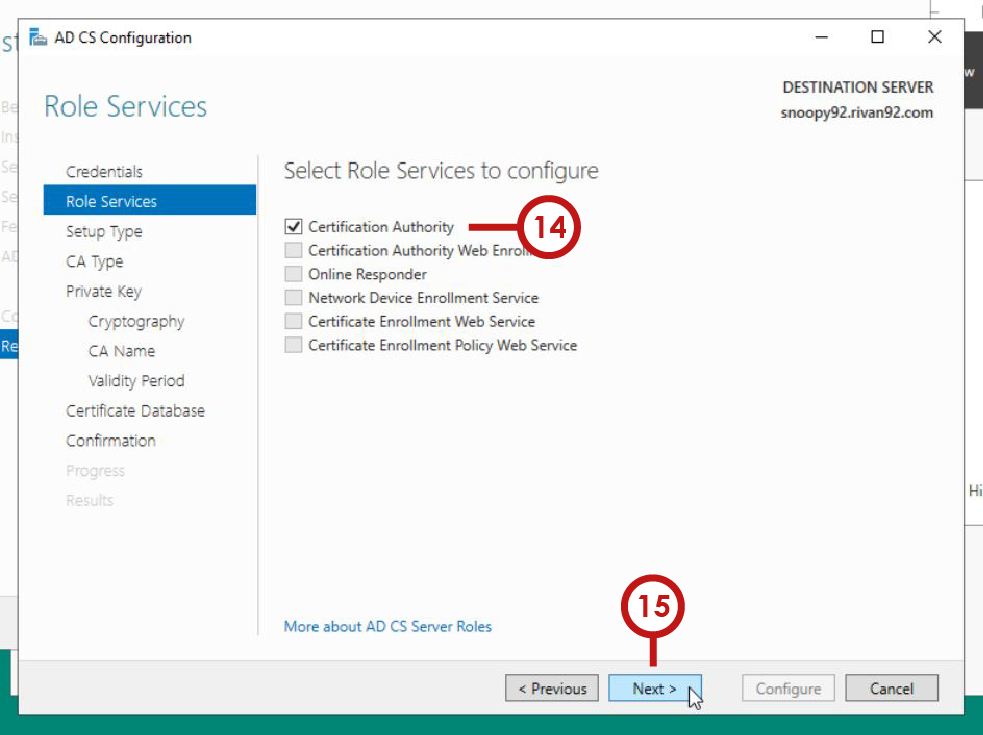 AD CS Configuration
Role Services
DESTINATION SERVER
snoopy92.rivan92.com
Credentials
Role Services
Setup Type
CA Type
Private Key
Cryptography
CA Name
Validity Period
Certificate Database
Confirmation
Progress
Results
Select Role Services to configure
Certification Authority
14
Certification Authority Web
Online Responder
Network Device Enrollment Service
Certificate Enrollment Web Service
Certificate Enrollment Policy Web Service
More about AD CS Server Roles
15
< Previous
Next >
Configure
Cancel